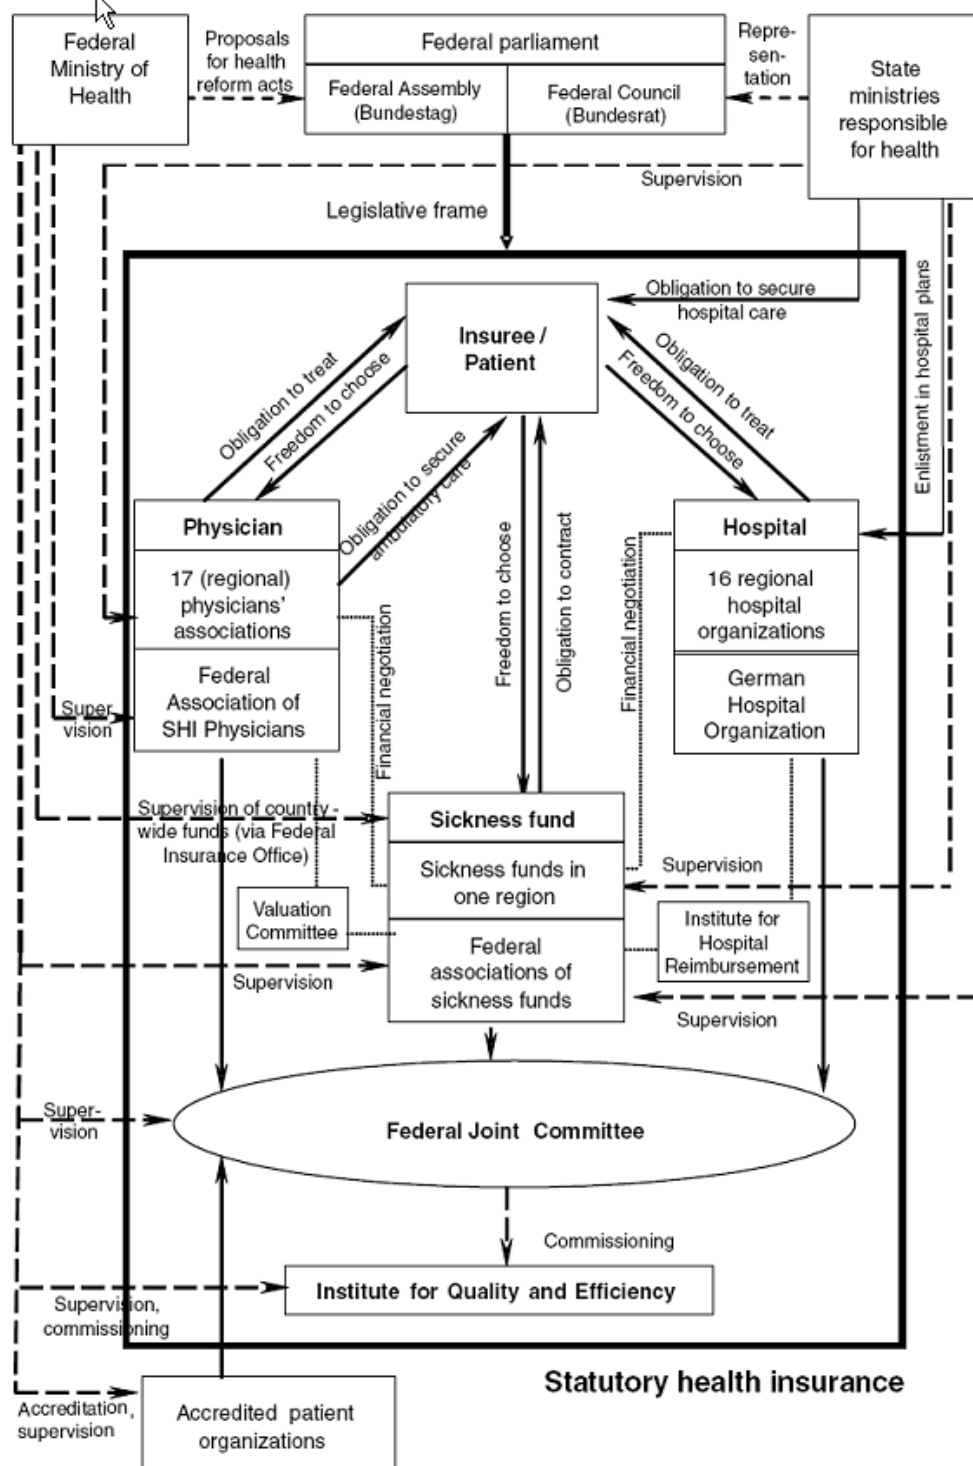 Federal
Ministry of
Health
Proposals
for health
reform acts
Federal parliament
Federal Assembly
(Bundestag)
Federal Council
(Bundesrat)
Repre-
sen-
tation
State
ministries
responsible
for health
Supervision
Legislative frame
Obligation to secure
hospital care
Enlistment in hospital plans
Insuree /
Patient
Obligation to treat
Freedom to choose
Obligation to secure
ambulatory care
Freedom to choose
Obligation to treat
Physician
17 (regional)
physicians’
associations
Federal
Association of
SHI Physicians
Hospital
16 regional
hospital
organizations
German
Hospital
Organization
Freedom to choose
Obligation to contract
Financial negotiation
Financial negotiation
Super
vision
Supervision of country -
wide funds (via Federal
Insurance Office)
Sickness fund
Sickness funds in
one region
Federal
associations of
sickness funds
Supervision
Valuation
Committee
Institute for
Hospital
Reimbursement
Supervision
Supervision
Super-
vision
Federal Joint Committee
Commissioning
Institute for Quality and Efficiency
Supervision,
commissioning
Statutory health insurance
Accreditation,
supervision
Accredited patient
organizations